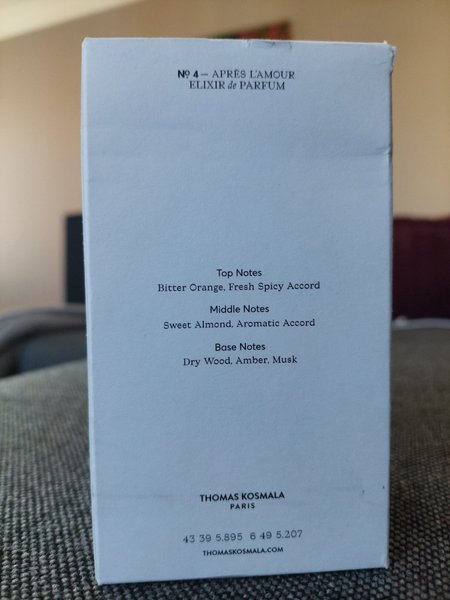 Nº 4 — APRÈS L'AMOUR
ELIXIR de PARFUM
Top Notes
Bitter Orange, Fresh Spicy Accord
Middle Notes
Sweet Almond, Aromatic Accord
Base Notes
Dry Wood, Amber, Musk
THOMAS KOSMALA
PARIS
43 39 5.895 6 49 5.207
THOMASKOSMALA.COM